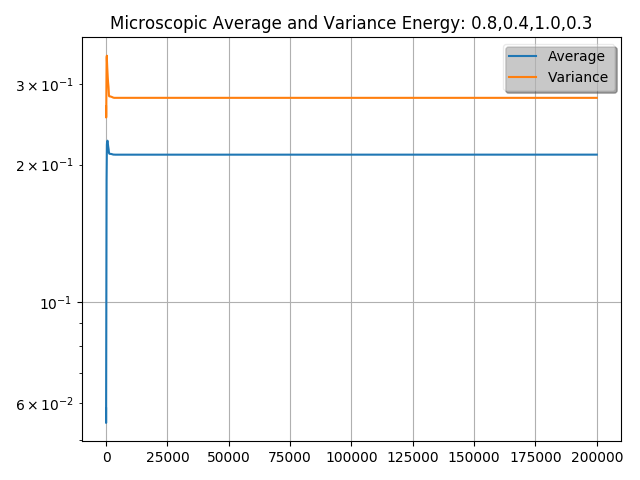 Microscopic Average and Variance Energy: 0.8,0.4,1.0,0.3
Average
Variance
3 × 10⁻¹
2 × 10⁻¹
10⁻¹
6 × 10⁻²
0 25000 50000 75000 100000 125000 150000 175000 200000